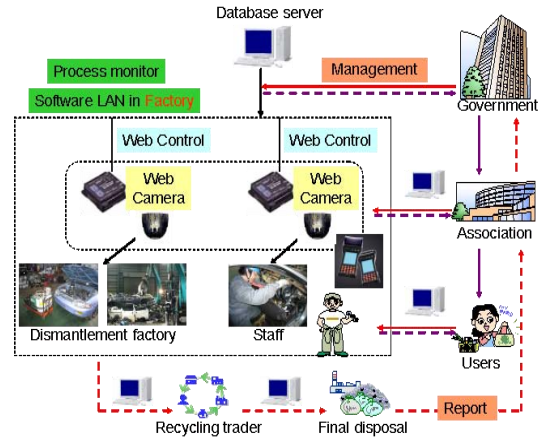 Database server
Process monitor
Management
Software LAN in Factory
Government
Web Control
Web Control
Web
Camera
Web
Camera
Association
Dismantlement factory
Staff
Users
Recycling trader
Final disposal
Report